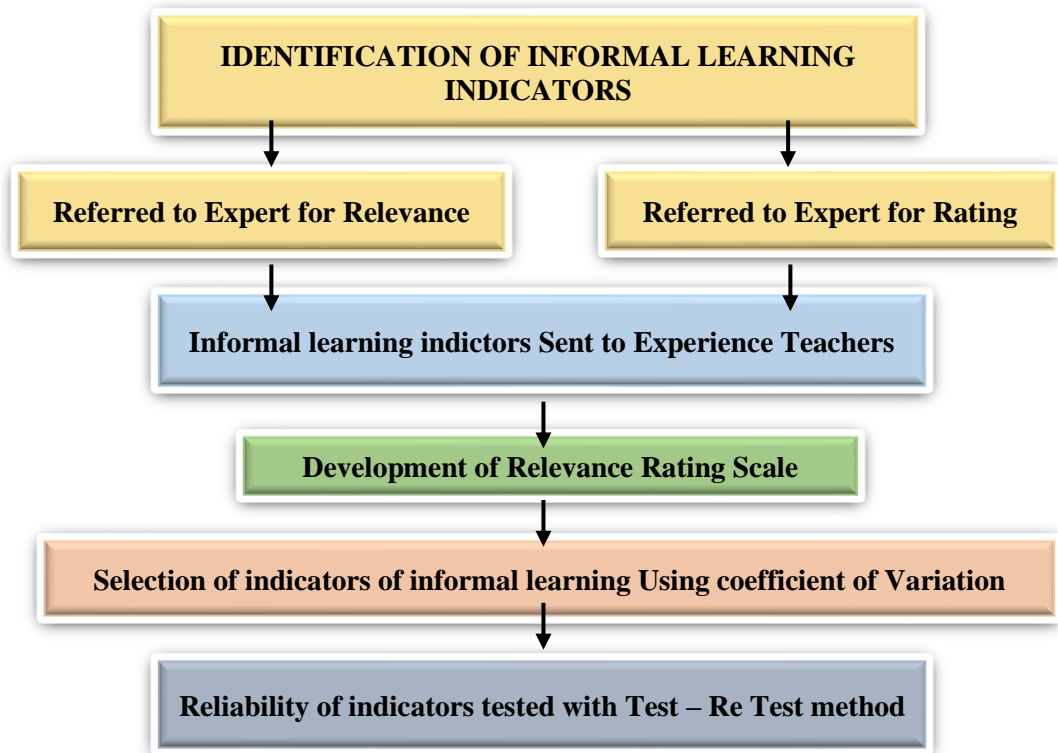 IDENTIFICATION OF INFORMAL LEARNING
INDICATORS
Referred to Expert for Relevance
Referred to Expert for Rating
Informal learning indictors Sent to Experience Teachers
Development of Relevance Rating Scale
Selection of indicators of informal learning Using coefficient of Variation
Reliability of indicators tested with Test – Re Test method